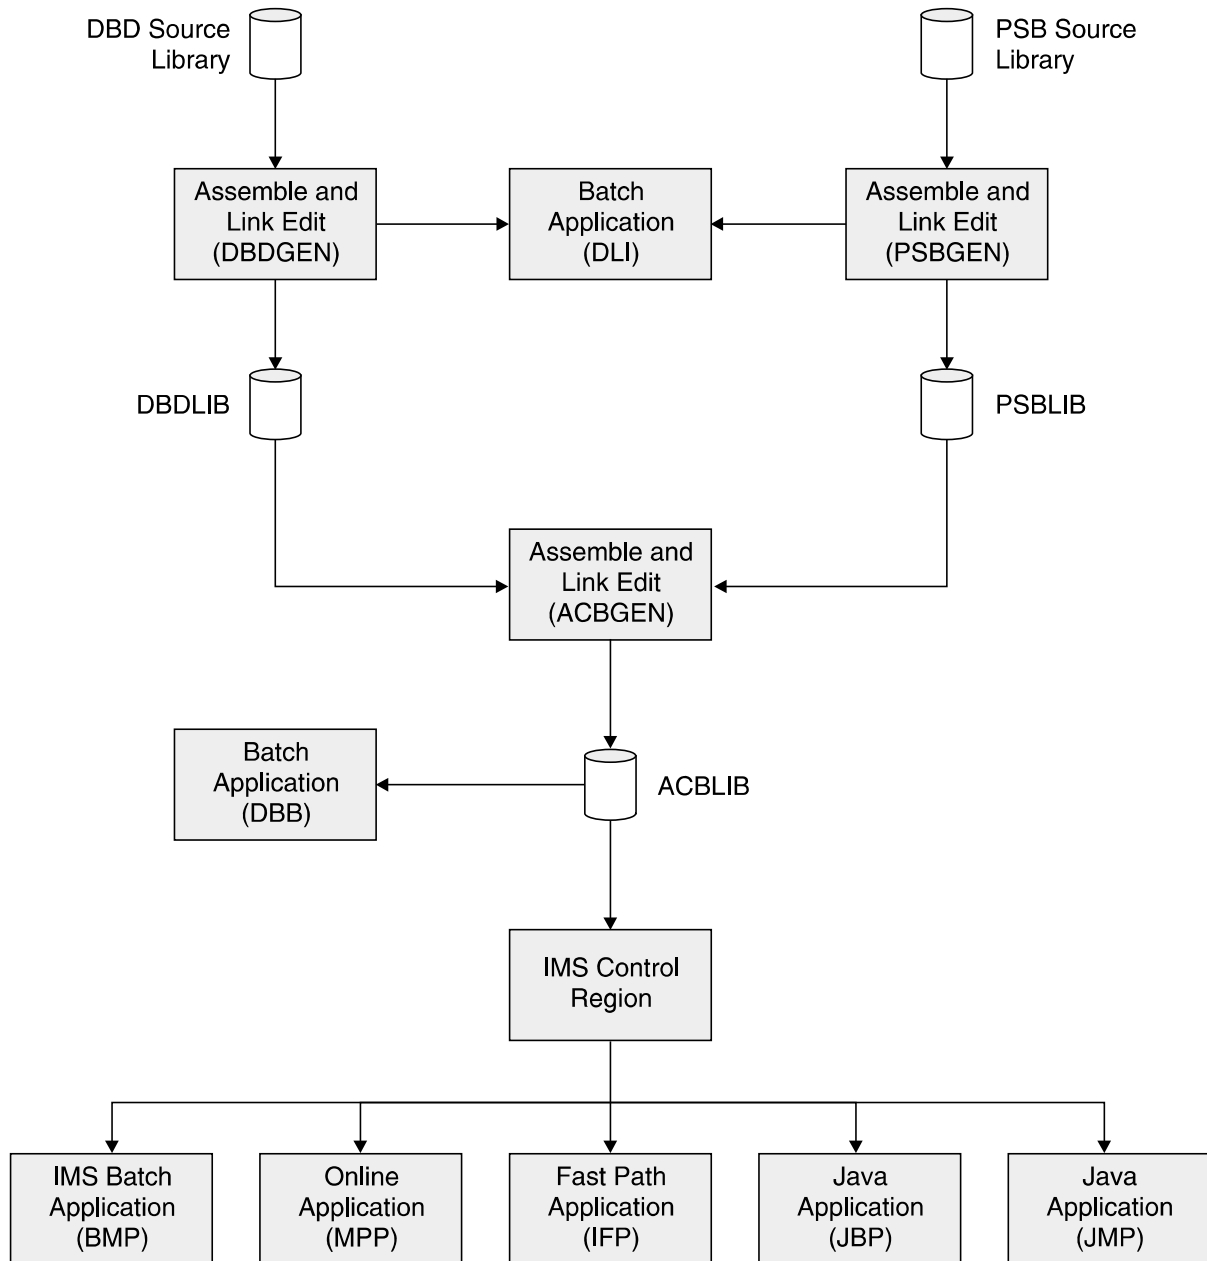 DBD Source
Library
PSB Source
Library
Assemble and
Link Edit
(DBDGEN)
Batch
Application
(DLI)
Assemble and
Link Edit
(PSBGEN)
DBDLIB
PSBLIB
Assemble and
Link Edit
(ACBGEN)
Batch
Application
(DBB)
ACBLIB
IMS Control
Region
IMS Batch
Application
(BMP)
Online
Application
(MPP)
Fast Path
Application
(IFP)
Java
Application
(JBP)
Java
Application
(JMP)